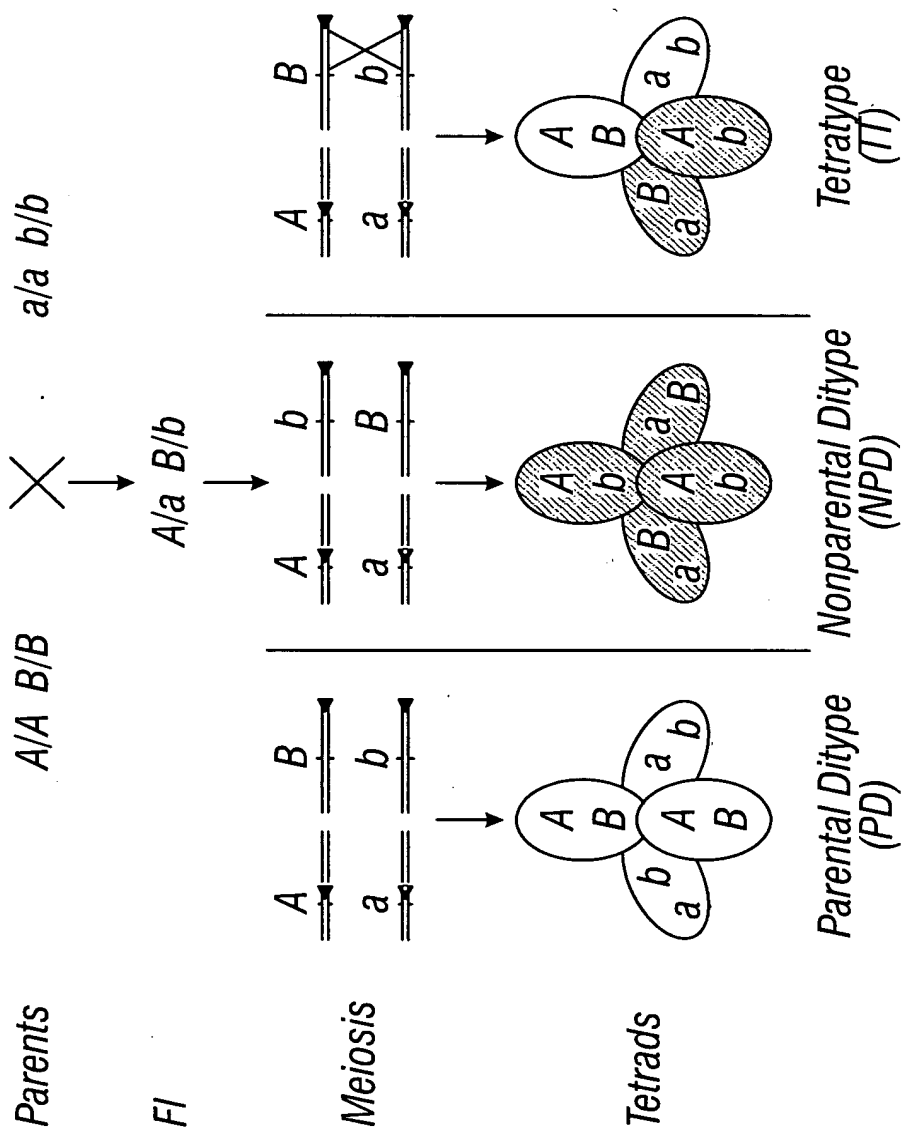 Parents
A/A B/B
a/a b/b
FI
A/a B/b
Meiosis
A B
a b
A b
a B
A B
a b
Tetrads
A
B
b
a
A
B
a
b
A
b
B
a
A
b
a
B
A
B
B
a
A
b
a
b
Parental Ditype
(PD)
Nonparental Ditype
(NPD)
Tetratype
(TT)